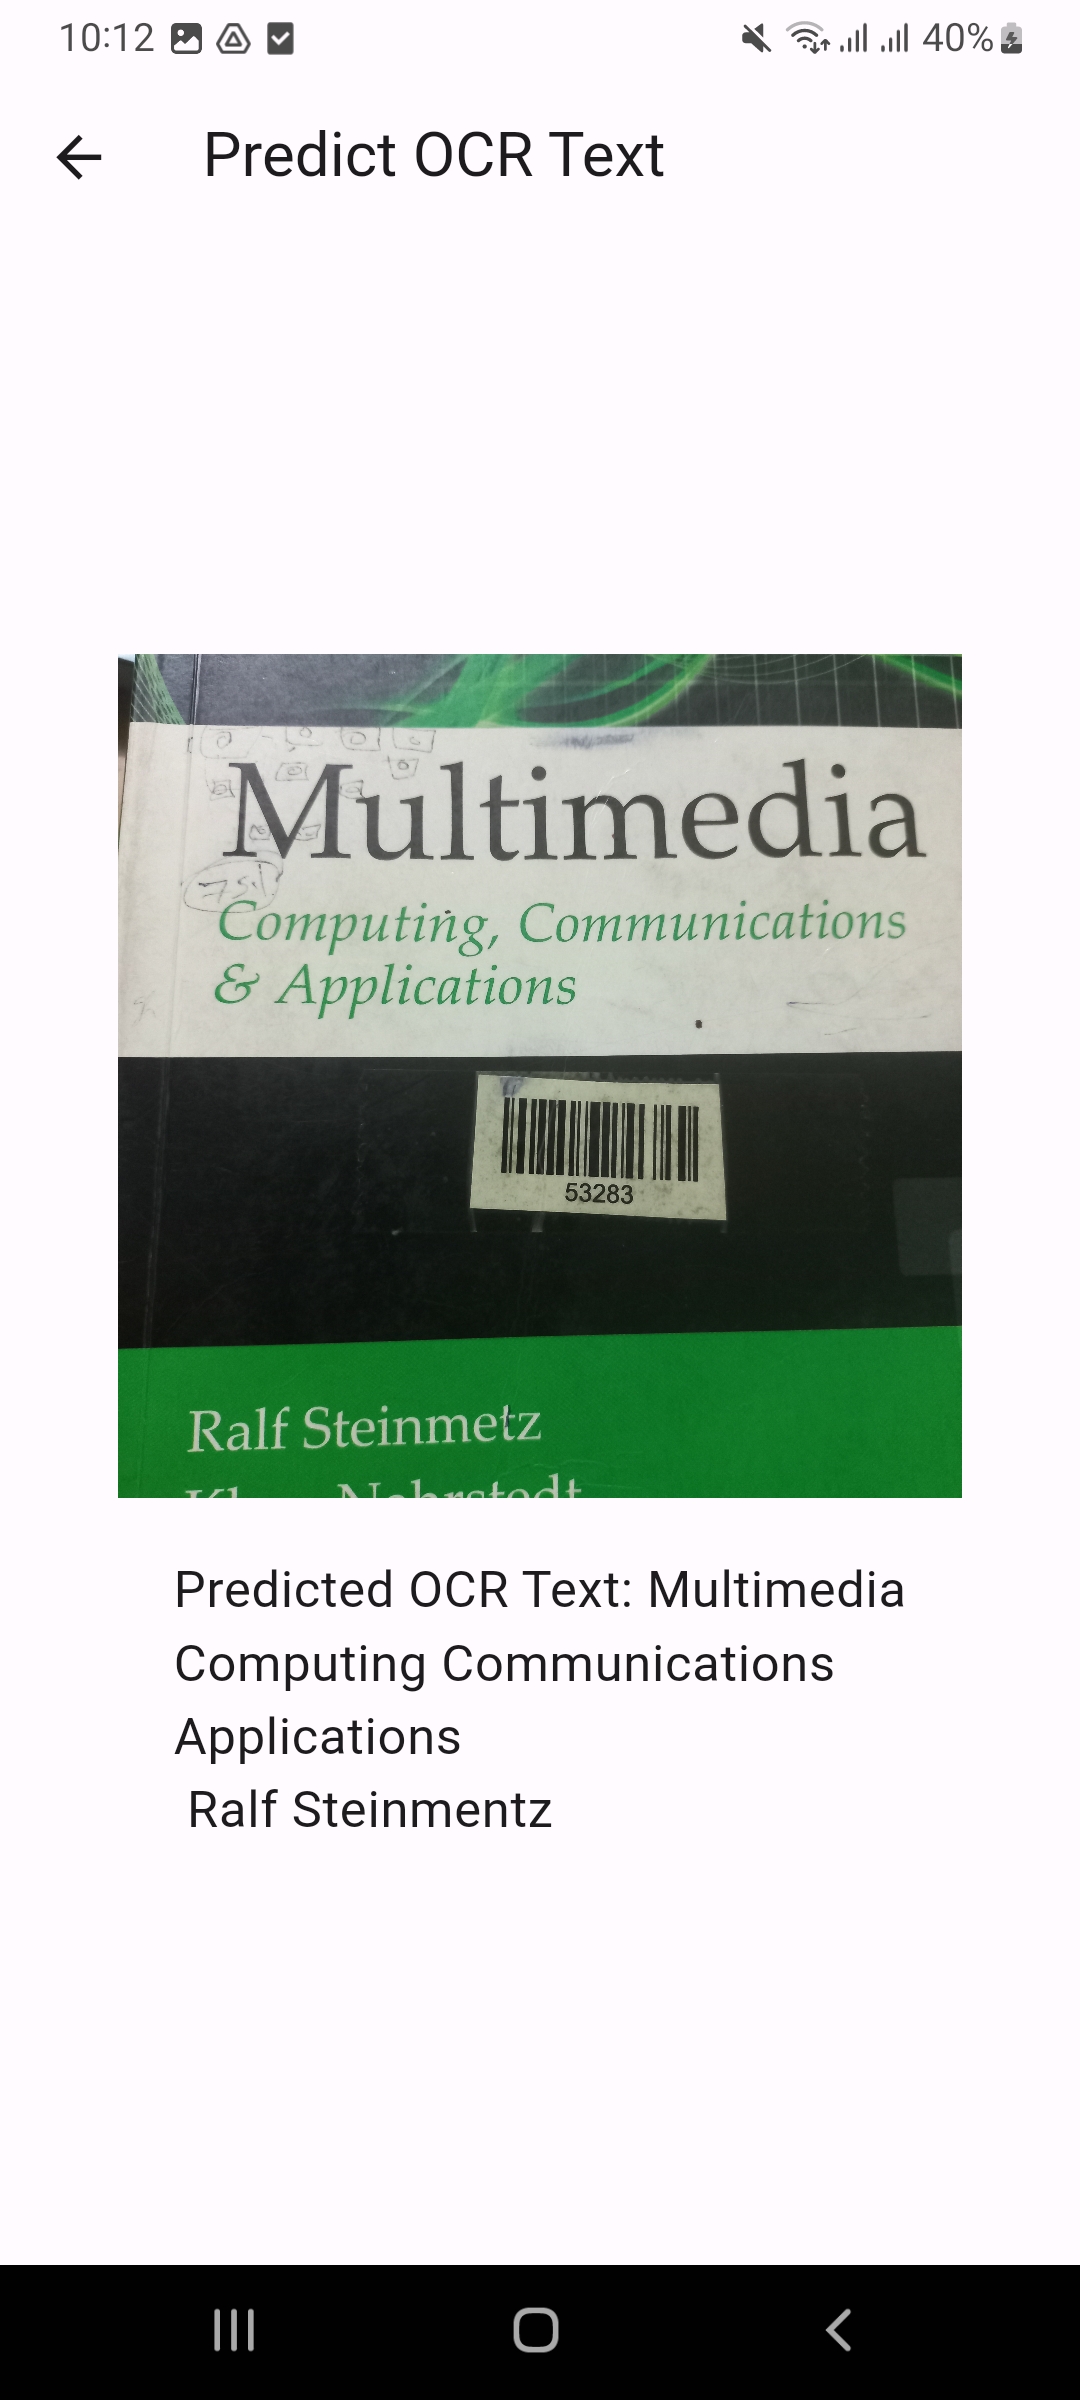 10:12 40%
Predict OCR Text
Multimedia
Computing, Communications
& Applications
53283
Ralf Steinmetz
Nohrstedt
Predicted OCR Text: Multimedia
Computing Communications
Applications
Ralf Steinmentz